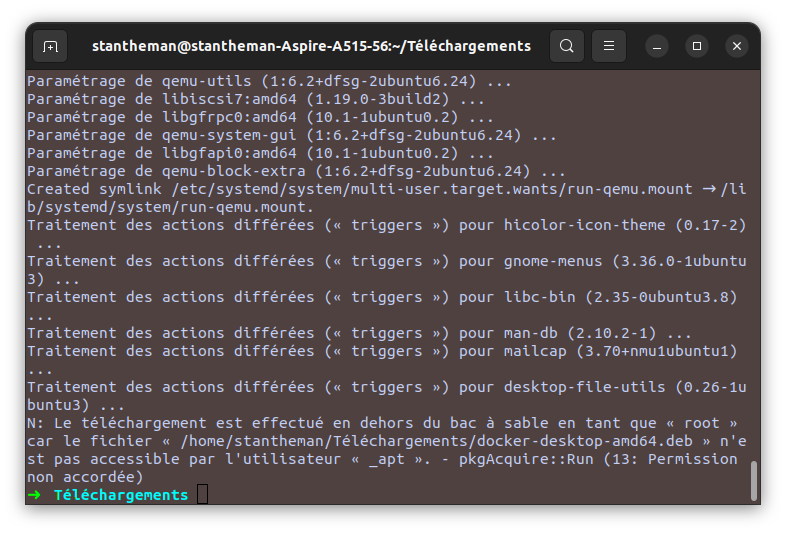 stantheman@stantheman-Aspire-A515-56:~/Téléchargements
Paramétrage de qemu-utils (1:6.2+dfsg-2ubuntu6.24) ...
Paramétrage de libiscsi7:amd64 (1.19.0-3build2) ...
Paramétrage de libgfrpc0:amd64 (10.1-1ubuntu0.2) ...
Paramétrage de qemu-system-gui (1:6.2+dfsg-2ubuntu6.24) ...
Paramétrage de libgfapi0:amd64 (10.1-1ubuntu0.2) ...
Paramétrage de qemu-block-extra (1:6.2+dfsg-2ubuntu6.24) ...
Created symlink /etc/systemd/system/multi-user.target.wants/run-qemu.mount → /li
b/systemd/system/run-qemu.mount.
Traitement des actions différées (« triggers ») pour hicolor-icon-theme (0.17-2)
 ...
Traitement des actions différées (« triggers ») pour gnome-menus (3.36.0-1ubuntu
3) ...
Traitement des actions différées (« triggers ») pour libc-bin (2.35-0ubuntu3.8)
...
Traitement des actions différées (« triggers ») pour man-db (2.10.2-1) ...
Traitement des actions différées (« triggers ») pour mailcap (3.70+nmu1ubuntu1)
...
Traitement des actions différées (« triggers ») pour desktop-file-utils (0.26-1u
buntu3) ...
N: Le téléchargement est effectué en dehors du bac à sable en tant que « root »
car le fichier « /home/stantheman/Téléchargements/docker-desktop-amd64.deb » n'e
st pas accessible par l'utilisateur « _apt ». - pkgAcquire::Run (13: Permission
non accordée)
➜  Téléchargements